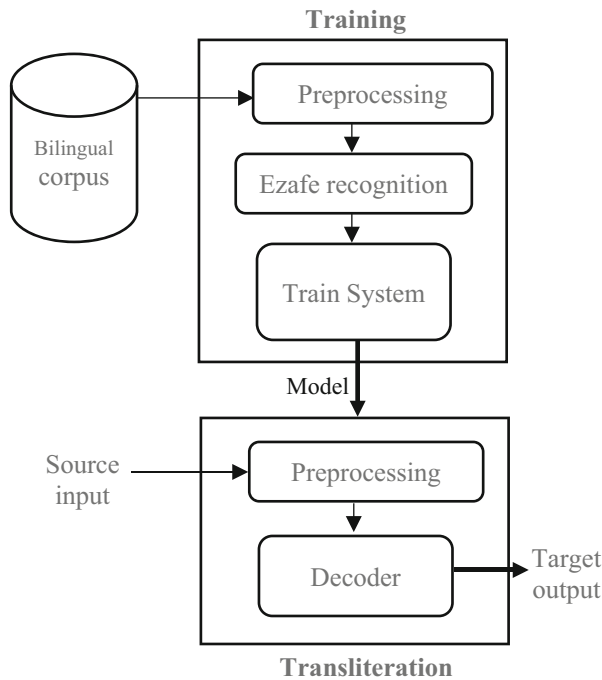 Training
Preprocessing
Bilingual
corpus
Ezafe recognition
Train System
Model
Source
input
Preprocessing
Decoder
Target
output
Transliteration